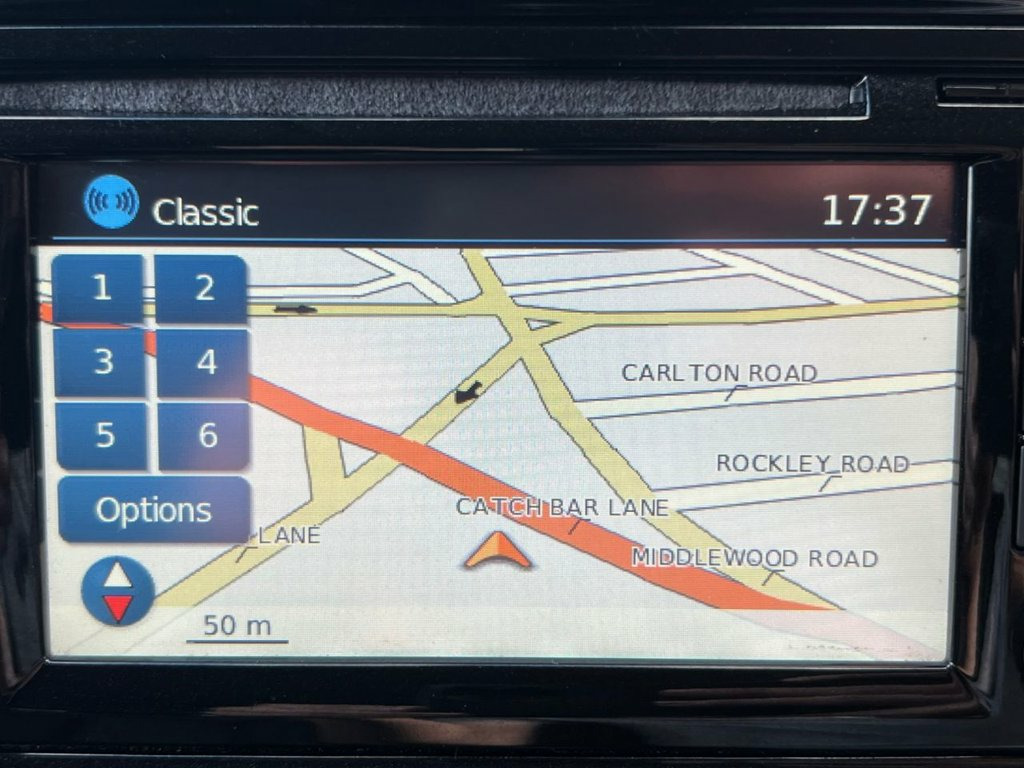 Classic
17:37
1
2
3
4
5
6
Options
CARLTON ROAD
ROCKLEY ROAD
CATCH BAR LANE
LANE
MIDDLEWOOD ROAD
50 m